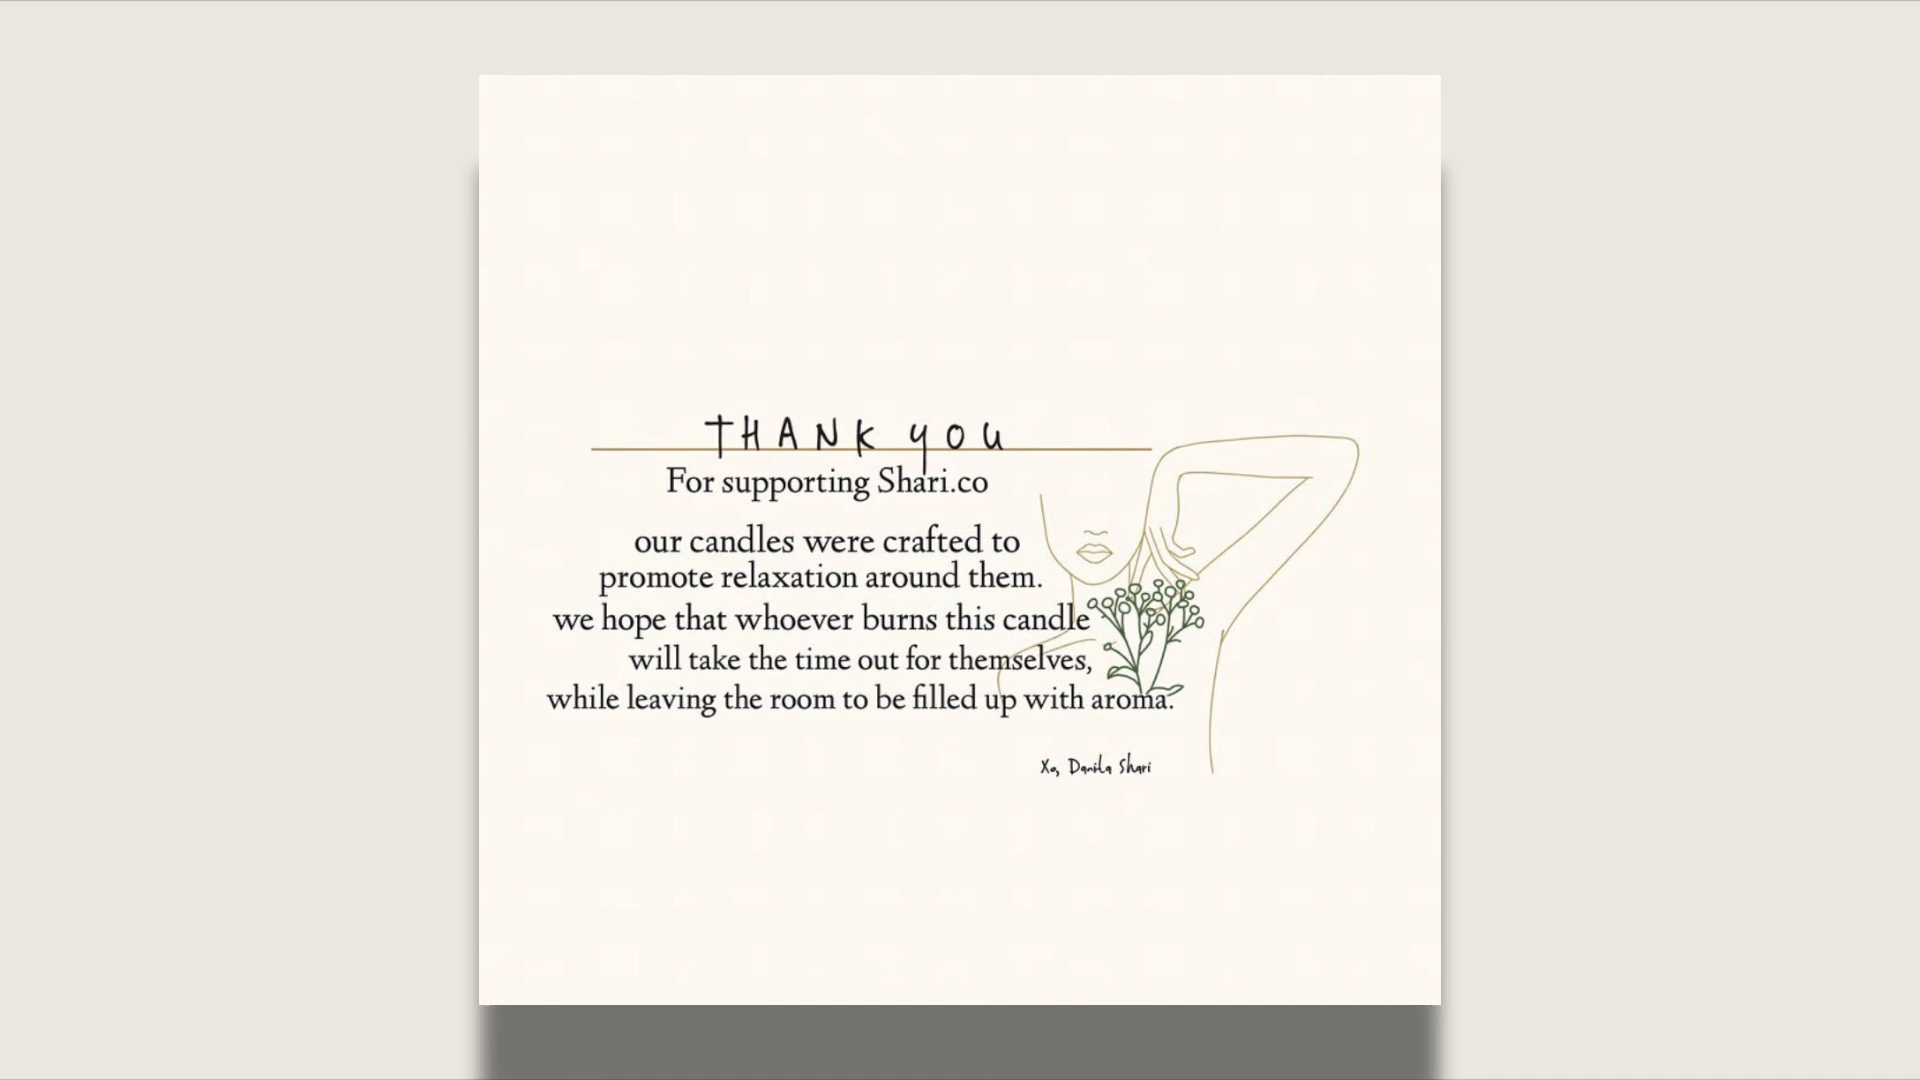 THANK YOU
For supporting Shari.co
our candles were crafted to
promote relaxation around them.
we hope that whoever burns this candle
will take the time out for themselves,
while leaving the room to be filled up with aroma.
Xo, Danila Shari